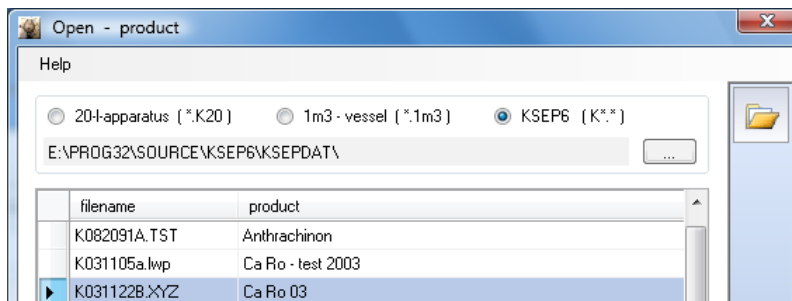 Open - product
Help
20-l-apparatus ( *.K20 ) 1m3 - vessel ( *.1m3 ) KSEP6 ( K*.* )
E:\PROG32\SOURCE\KSEP6\KSEPDAT\ ...
filename product
K082091A.TST Anthrachinon
K031105a.lwp Ca Ro - test 2003
K031122B.XYZ Ca Ro 03